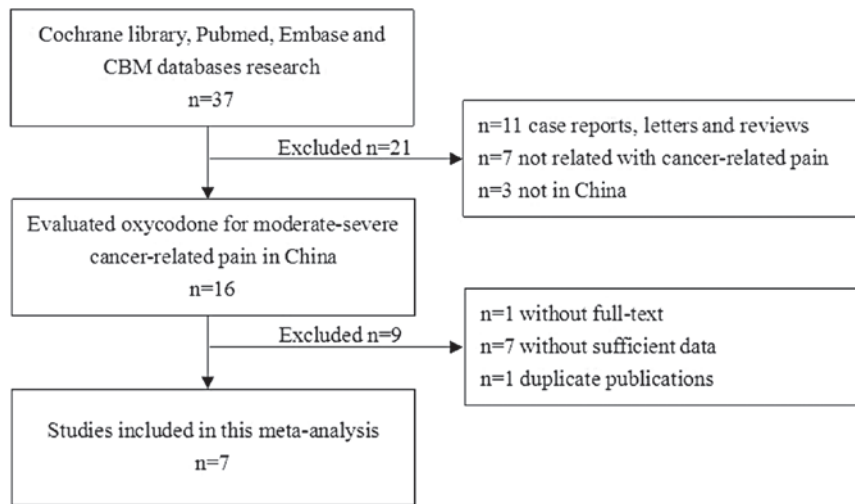 Cochrane library, Pubmed, Embase and
CBM databases research
n=37
Excluded n=21
n=11 case reports, letters and reviews
n=7 not related with cancer-related pain
n=3 not in China
Evaluated oxycodone for moderate-severe
cancer-related pain in China
n=16
Excluded n=9
n=1 without full-text
n=7 without sufficient data
n=1 duplicate publications
Studies included in this meta-analysis
n=7